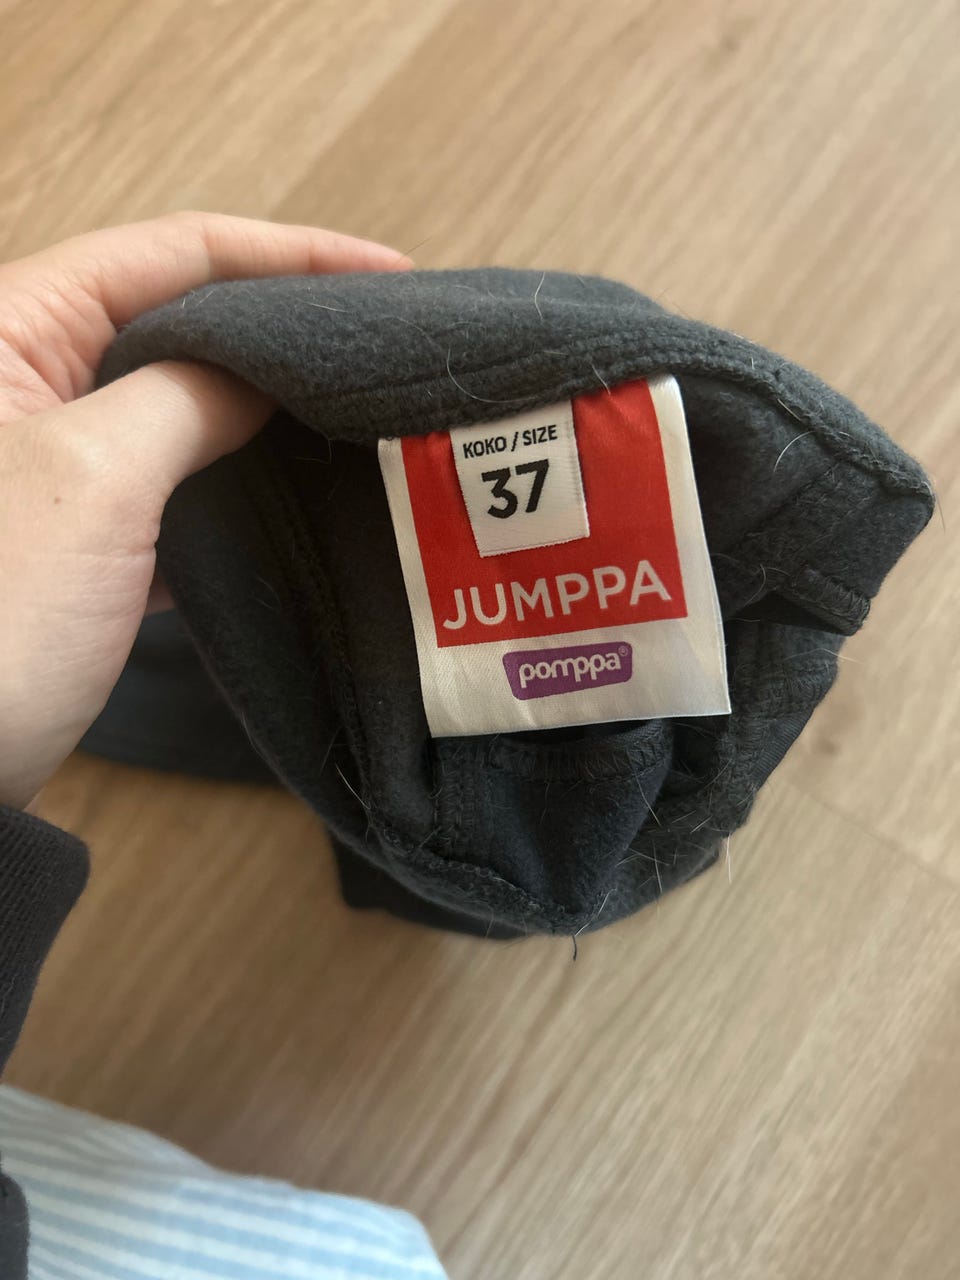 KOKO / SIZE
37
JUMPPA
pomppa®